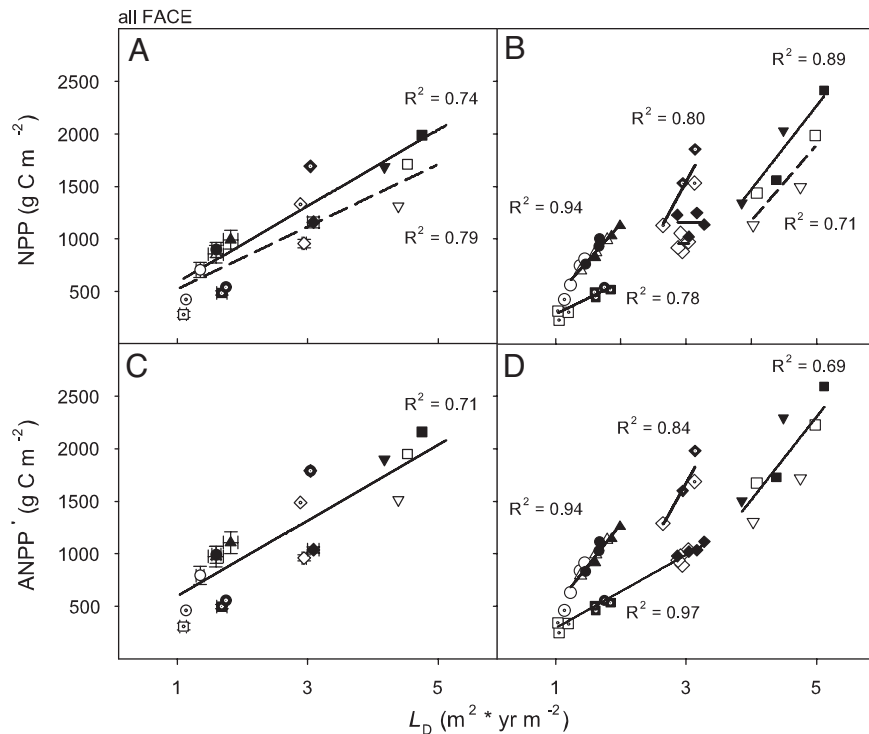 all FACE
A
B
R² = 0.74
R² = 0.79
R² = 0.89
R² = 0.80
R² = 0.94
R² = 0.71
R² = 0.78
NPP (g C m⁻²)
2500
2000
1500
1000
500
C
D
R² = 0.71
R² = 0.69
R² = 0.84
R² = 0.94
R² = 0.97
ANPP' (g C m⁻²)
2500
2000
1500
1000
500
1 3 5 1 3 5
L_D (m² * yr m⁻²)